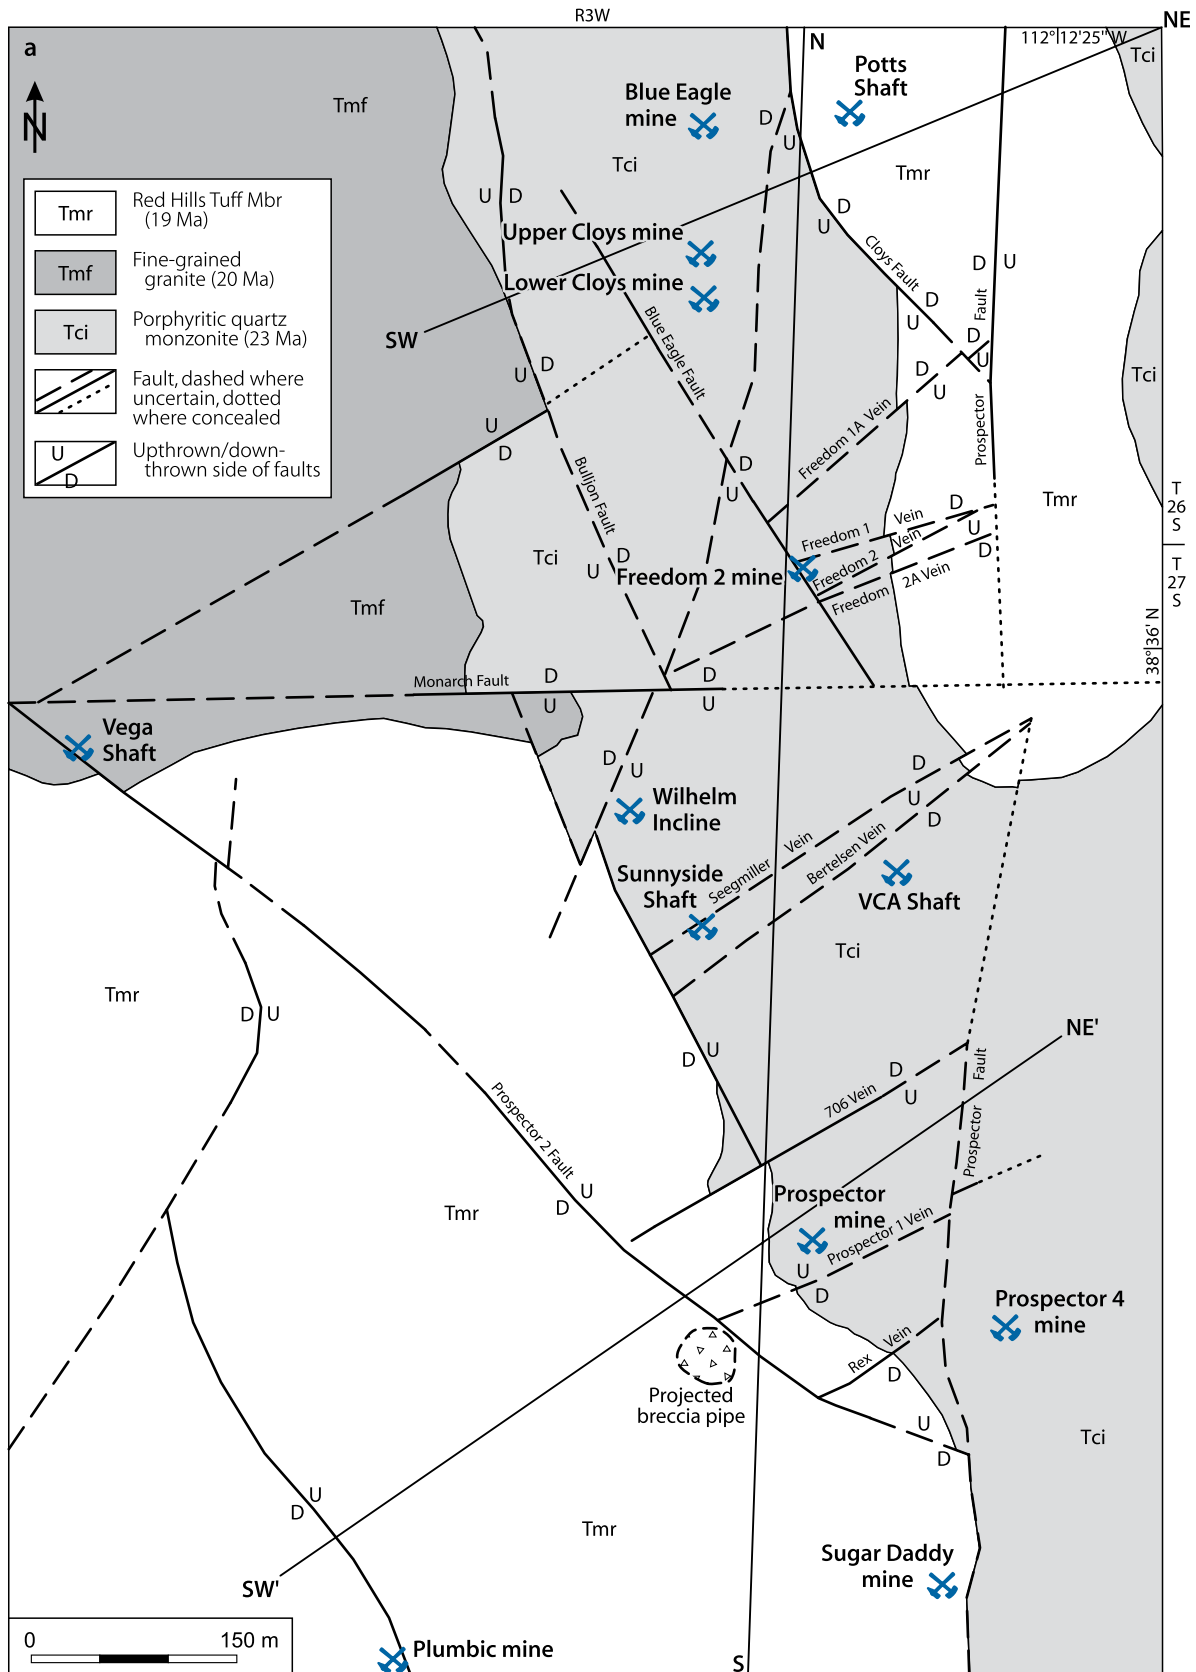 R3W
NE
a
N
112° 12'25" W
Tci
N
Potts
Shaft
Blue Eagle
mine
Tmf
D
U
Tci
Tmr
Tmr
Red Hills Tuff Mbr
(19 Ma)
Tmf
Fine-grained
granite (20 Ma)
Tci
Porphyritic quartz
monzonite (23 Ma)
Fault, dashed where
uncertain, dotted
where concealed
U
D
Upthrown/down-
thrown side of faults
U D
D
U
Upper Cloys mine
Cloys Fault
D U
Lower Cloys mine
D
U
Fault
SW
Blue Eagle Fault
D
U
U D
D
U
Tci
Freedom 1A Vein
Prospector
U
D
D
U
Bulljon Fault
Tmr
T
26
S
T
27
S
D
U
D
Freedom 1 Vein
Freedom 2 Vein
Freedom 2A Vein
Tci
U D
Freedom 2 mine
Tmf
38° 36' N
Monarch Fault
D
U
D
U
Vega
Shaft
D U
D
U
D
Wilhelm
Incline
Seegmiller Vein
Bertelsen Vein
Sunnyside
Shaft
VCA Shaft
Tci
Tmr
D U
D U
NE'
Prospector Fault
D
U
706 Vein
Prospector 2 Fault
U
D
Tmr
Prospector
mine
Prospector 1 Vein
U
D
Prospector 4
mine
Rex Vein
D
Projected
breccia pipe
U
D
Tci
U
D
Tmr
Sugar Daddy
mine
SW'
0 150 m
Plumbic mine
S